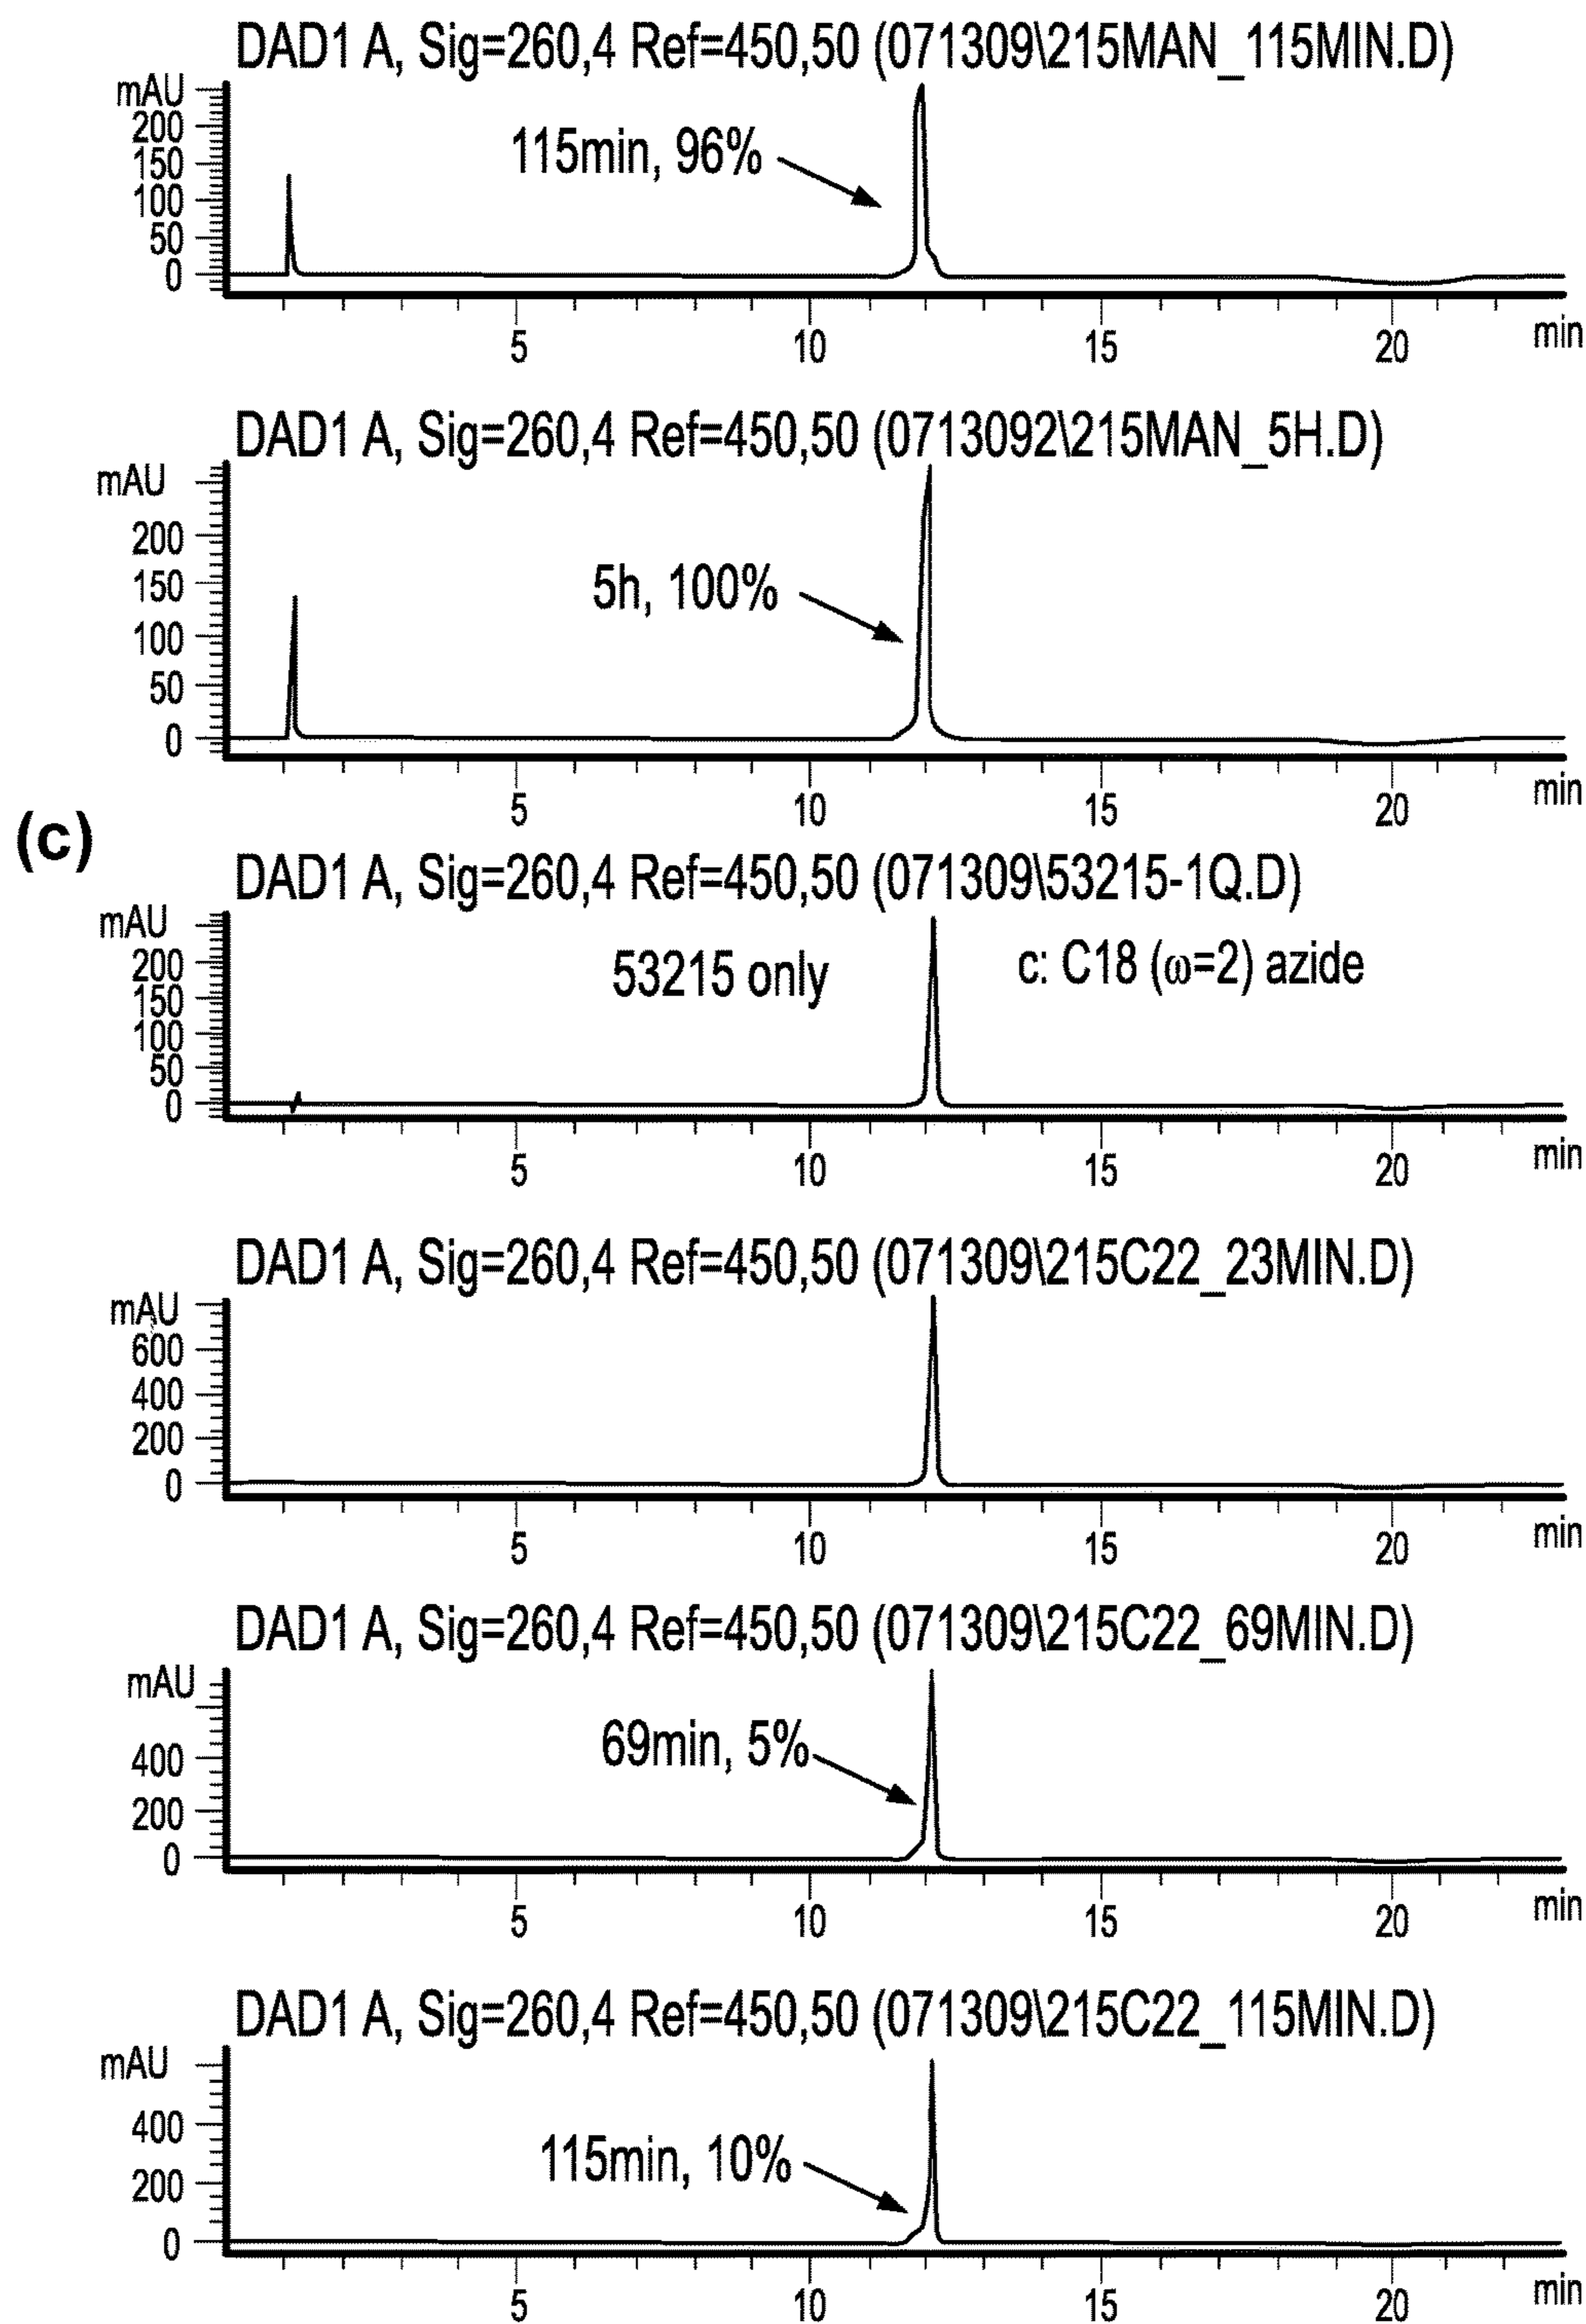 DAD1 A, Sig=260,4 Ref=450,50 (071309\215MAN_115MIN.D)
mAU
200
150
100
50
0
115min, 96%
5 10 15 20 min
DAD1 A, Sig=260,4 Ref=450,50 (0713092\215MAN_5H.D)
mAU
200
150
100
50
0
5h, 100%
5 10 15 20 min
(c)
DAD1 A, Sig=260,4 Ref=450,50 (071309\53215-1Q.D)
mAU
200
150
100
50
0
53215 only
c: C18 (ω=2) azide
5 10 15 20 min
DAD1 A, Sig=260,4 Ref=450,50 (071309\215C22_23MIN.D)
mAU
600
400
200
0
5 10 15 20 min
DAD1 A, Sig=260,4 Ref=450,50 (071309\215C22_69MIN.D)
mAU
400
200
0
69min, 5%
5 10 15 20 min
DAD1 A, Sig=260,4 Ref=450,50 (071309\215C22_115MIN.D)
mAU
400
200
0
115min, 10%
5 10 15 20 min